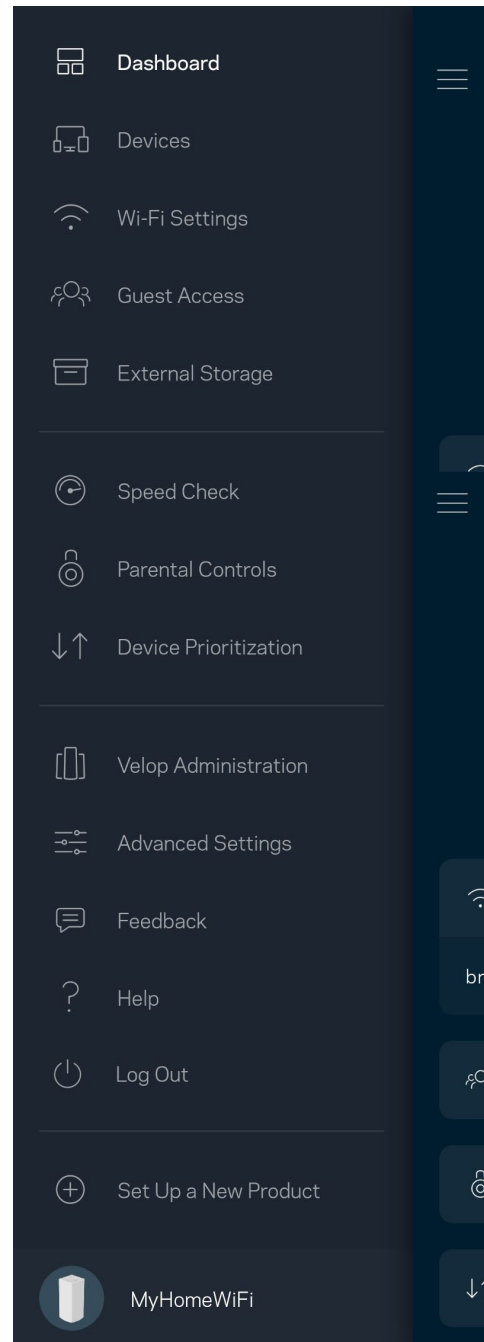 Dashboard
Devices
Wi-Fi Settings
Guest Access
External Storage
Speed Check
Parental Controls
Device Prioritization
Velop Administration
Advanced Settings
Feedback
Help
Log Out
Set Up a New Product
MyHomeWiFi
br